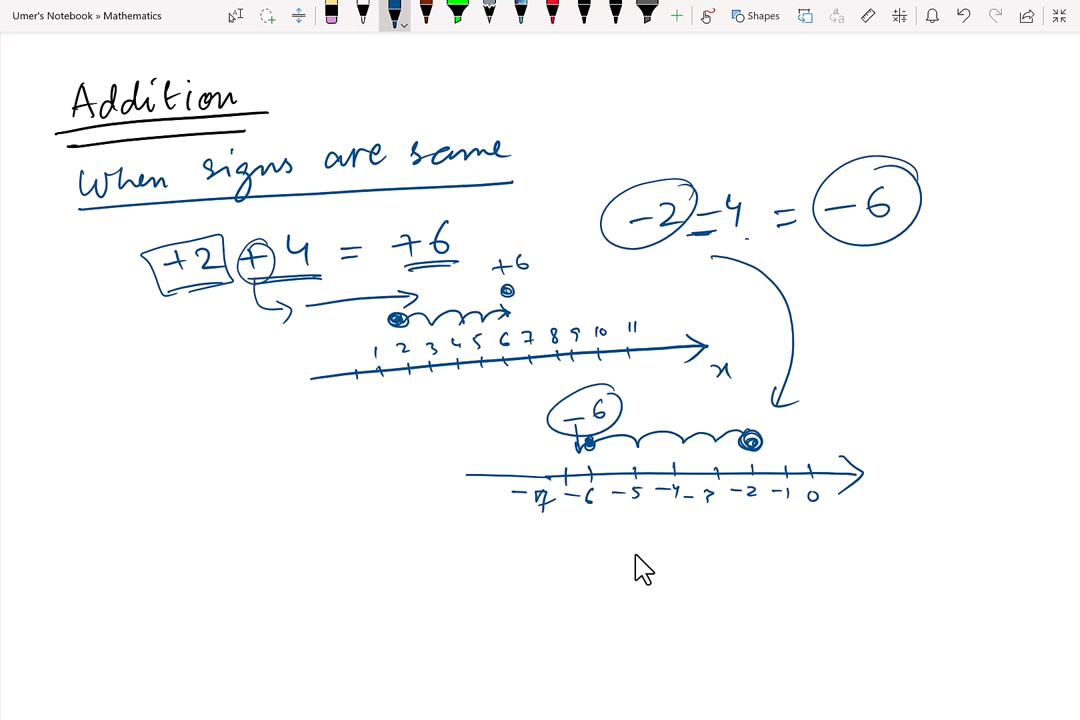 Umer's Notebook » Mathematics
Shapes
Addition
When signs are same
+2 + 4 = +6
-2 - 4 = -6
+6
1 2 3 4 5 6 7 8 9 10 11
x
-6
-7 -6 -5 -4 -3 -2 -1 0